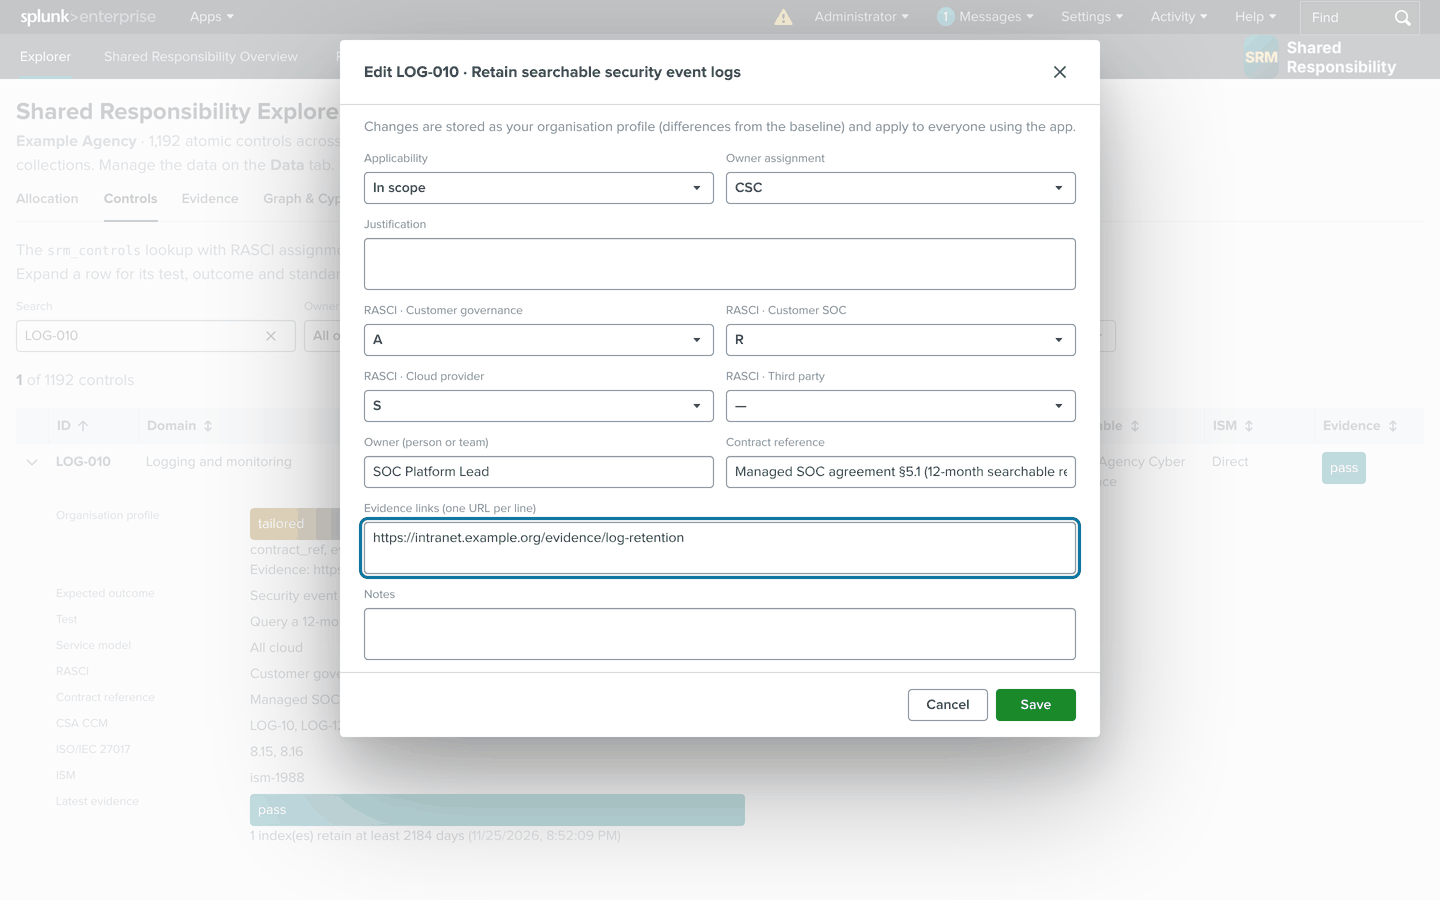 splunk>enterprise
Apps
Administrator
1 Messages
Settings
Activity
Help
Find
Explorer
Shared Responsibility Overview
SRM
Shared Responsibility
Edit LOG-010 · Retain searchable security event logs
Shared Responsibility Explore
Example Agency · 1,192 atomic controls across
collections. Manage the data on the Data tab.
Allocation
Controls
Evidence
Graph & Cyp
The srm_controls lookup with RASCI assignme
Expand a row for its test, outcome and standar
Search
Owner
LOG-010
All o
1 of 1192 controls
ID
Domain
ble
ISM
Evidence
LOG-010
Logging and monitoring
Agency Cyber
nce
Direct
pass
Changes are stored as your organisation profile (differences from the baseline) and apply to everyone using the app.
Applicability
Owner assignment
In scope
CSC
Justification
RASCI · Customer governance
RASCI · Customer SOC
A
R
RASCI · Cloud provider
RASCI · Third party
S
—
Owner (person or team)
Contract reference
SOC Platform Lead
Managed SOC agreement §5.1 (12-month searchable re
Evidence links (one URL per line)
https://intranet.example.org/evidence/log-retention
Notes
Cancel
Save
Organisation profile
tailored
contract_ref, ev
Evidence: https
Expected outcome
Security event
Test
Query a 12-mo
Service model
All cloud
RASCI
Customer gove
Contract reference
Managed SOC
CSA CCM
LOG-10, LOG-12
ISO/IEC 27017
8.15, 8.16
ISM
ism-1988
Latest evidence
pass
1 index(es) retain at least 2184 days (11/25/2026, 8:52:09 PM)